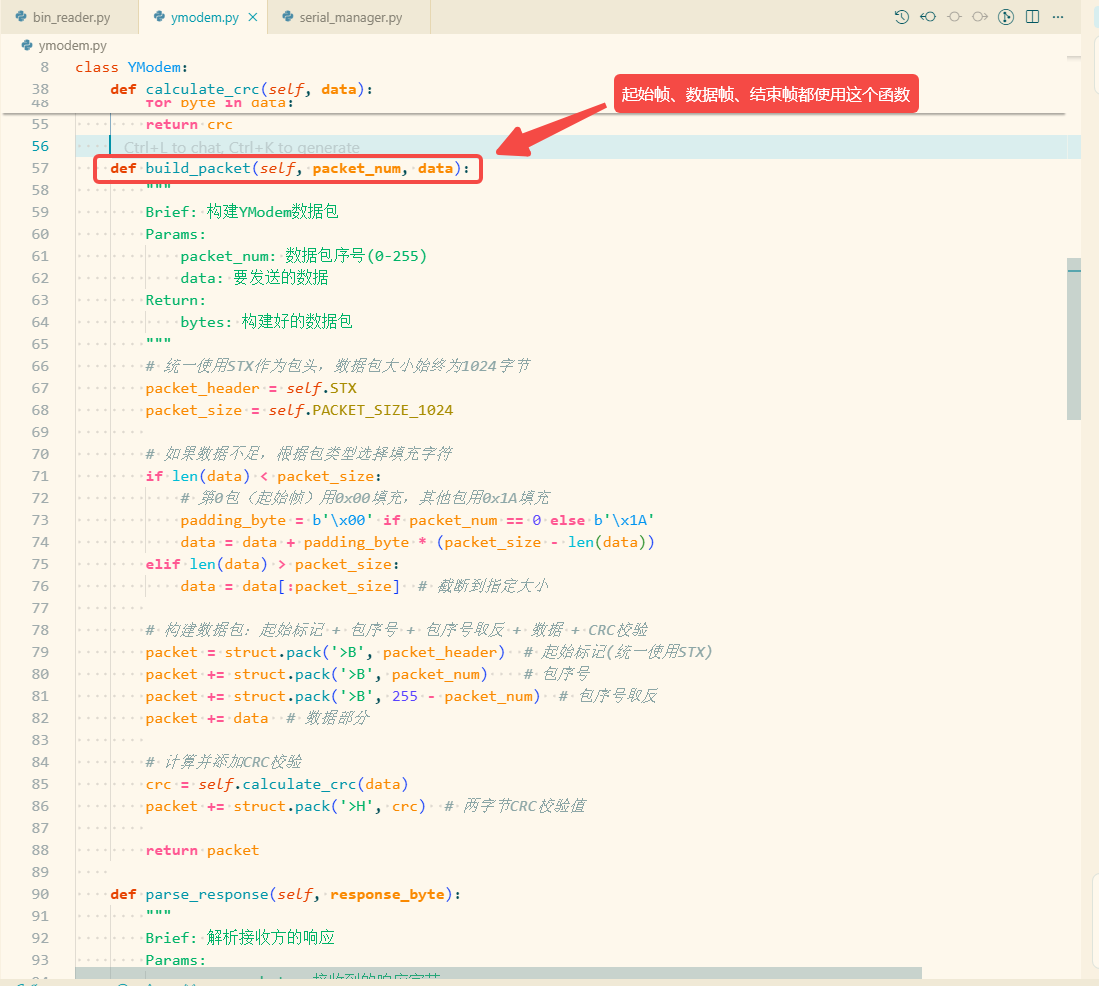 bin_reader.py ymodem.py serial_manager.py
ymodem.py
8 class YModem:
38 def calculate_crc(self, data):
48 for byte in data:
起始帧、数据帧、结束帧都使用这个函数
55 return crc
56 Ctrl+L to chat, Ctrl+K to generate
57 def build_packet(self, packet_num, data):
58 """
59 Brief: 构建YModem数据包
60 Params:
61 packet_num: 数据包序号(0-255)
62 data: 要发送的数据
63 Return:
64 bytes: 构建好的数据包
65 """
66 # 统一使用STX作为包头，数据包大小始终为1024字节
67 packet_header = self.STX
68 packet_size = self.PACKET_SIZE_1024
69
70 # 如果数据不足，根据包类型选择填充字符
71 if len(data) < packet_size:
72 # 第0包（起始帧）用0x00填充，其他包用0x1A填充
73 padding_byte = b'\x00' if packet_num == 0 else b'\x1A'
74 data = data + padding_byte * (packet_size - len(data))
75 elif len(data) > packet_size:
76 data = data[:packet_size] # 截断到指定大小
77
78 # 构建数据包：起始标记 + 包序号 + 包序号取反 + 数据 + CRC校验
79 packet = struct.pack('>B', packet_header) # 起始标记(统一使用STX)
80 packet += struct.pack('>B', packet_num) # 包序号
81 packet += struct.pack('>B', 255 - packet_num) # 包序号取反
82 packet += data # 数据部分
83
84 # 计算并添加CRC校验
85 crc = self.calculate_crc(data)
86 packet += struct.pack('>H', crc) # 两字节CRC校验值
87
88 return packet
89
90 def parse_response(self, response_byte):
91 """
92 Brief: 解析接收方的响应
93 Params: